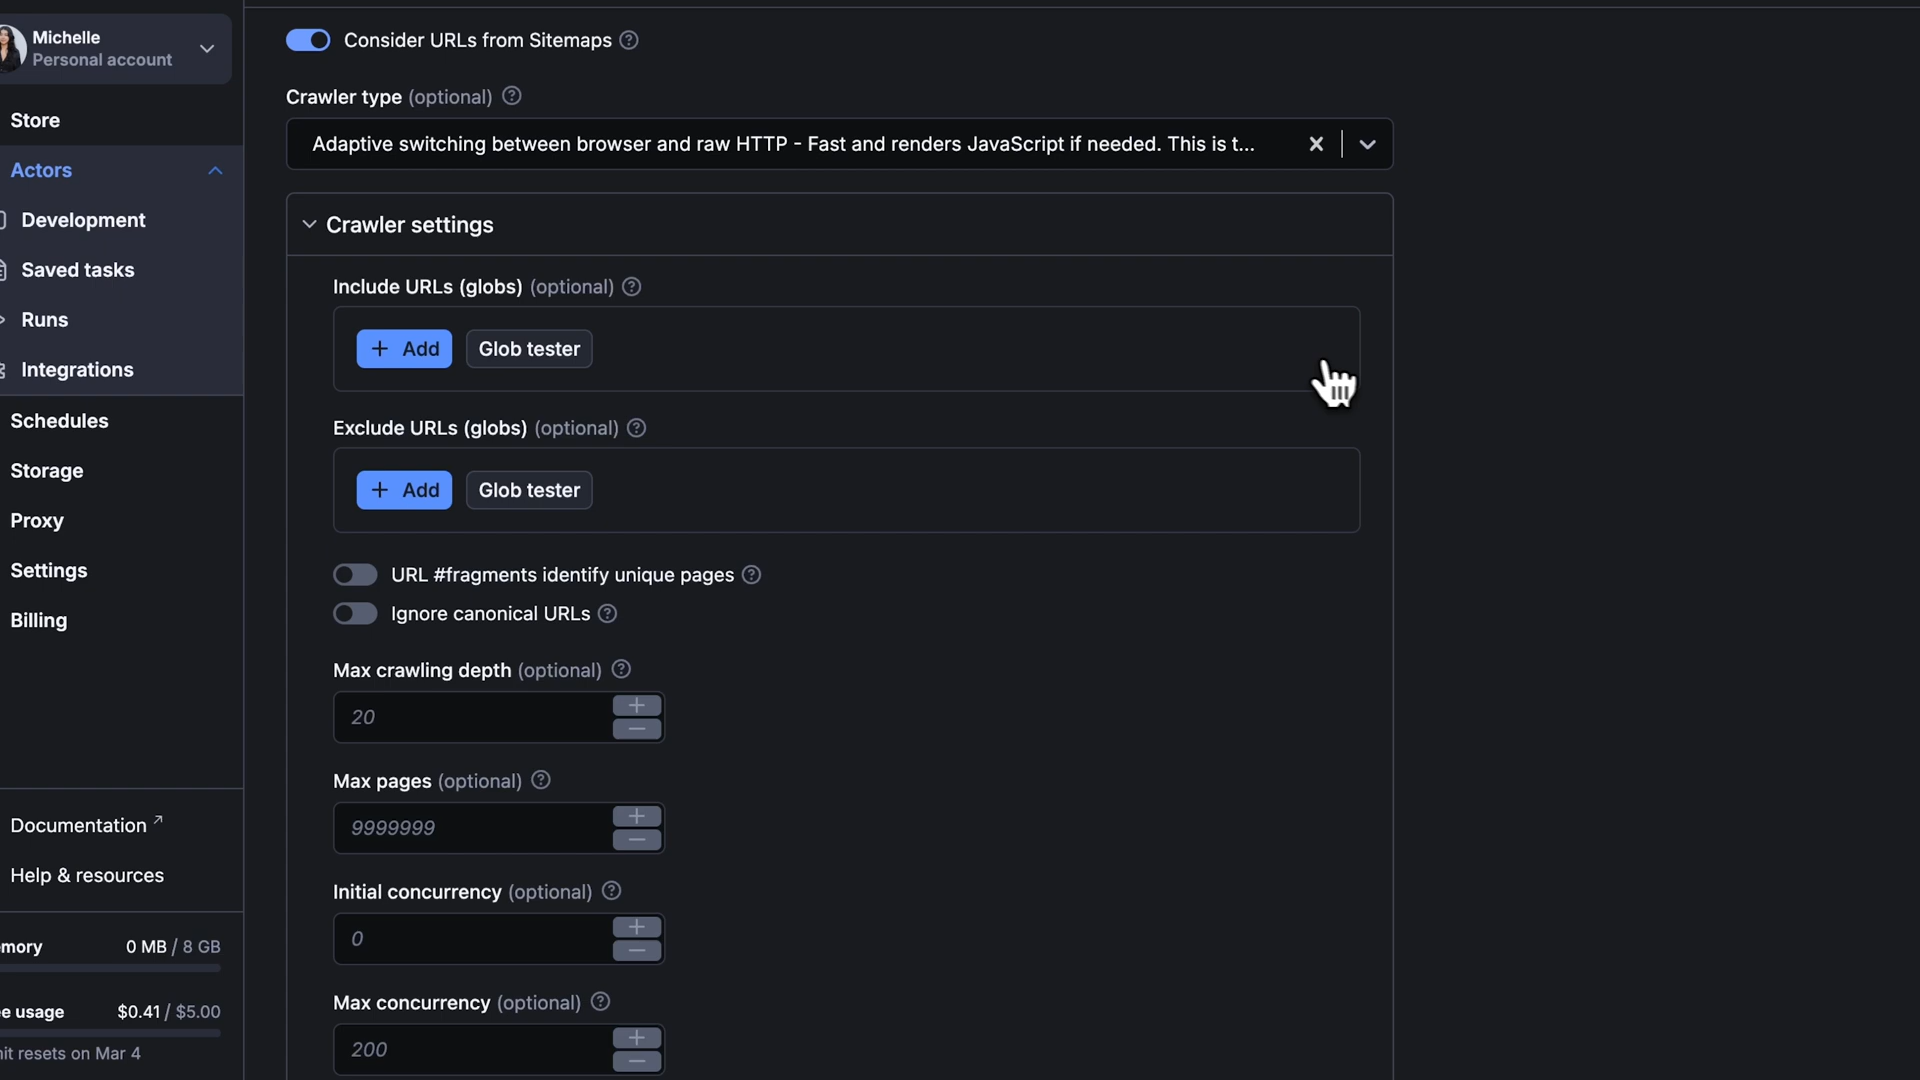 Michelle
Personal account
Store
Actors
Development
Saved tasks
Runs
Integrations
Schedules
Storage
Proxy
Settings
Billing
Documentation
Help & resources
mory 0 MB / 8 GB
e usage $0.41 / $5.00
it resets on Mar 4
Consider URLs from Sitemaps
Crawler type (optional)
Adaptive switching between browser and raw HTTP - Fast and renders JavaScript if needed. This is t...
Crawler settings
Include URLs (globs) (optional)
+ Add Glob tester
Exclude URLs (globs) (optional)
+ Add Glob tester
URL #fragments identify unique pages
Ignore canonical URLs
Max crawling depth (optional)
20
Max pages (optional)
9999999
Initial concurrency (optional)
0
Max concurrency (optional)
200